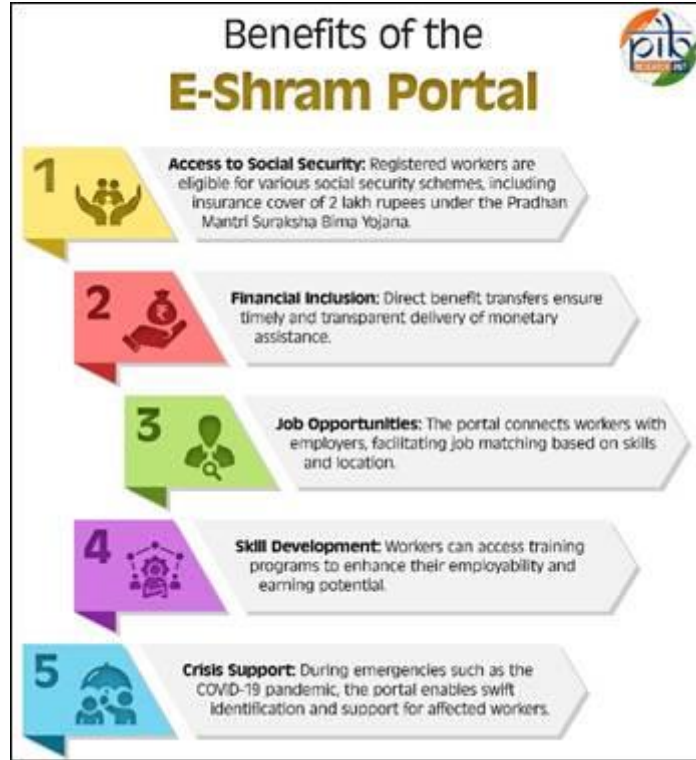 Benefits of the
E-Shram Portal
pib
RESEARCH UNIT
1
Access to Social Security: Registered workers are
eligible for various social security schemes, including
insurance cover of 2 lakh rupees under the Pradhan
Mantri Suraksha Bima Yojana.
2
Financial Inclusion: Direct benefit transfers ensure
timely and transparent delivery of monetary
assistance.
3
Job Opportunities: The portal connects workers with
employers, facilitating job matching based on skills
and location.
4
Skill Development: Workers can access training
programs to enhance their employability and
earning potential.
5
Crisis Support: During emergencies such as the
COVID-19 pandemic, the portal enables swift
identification and support for affected workers.